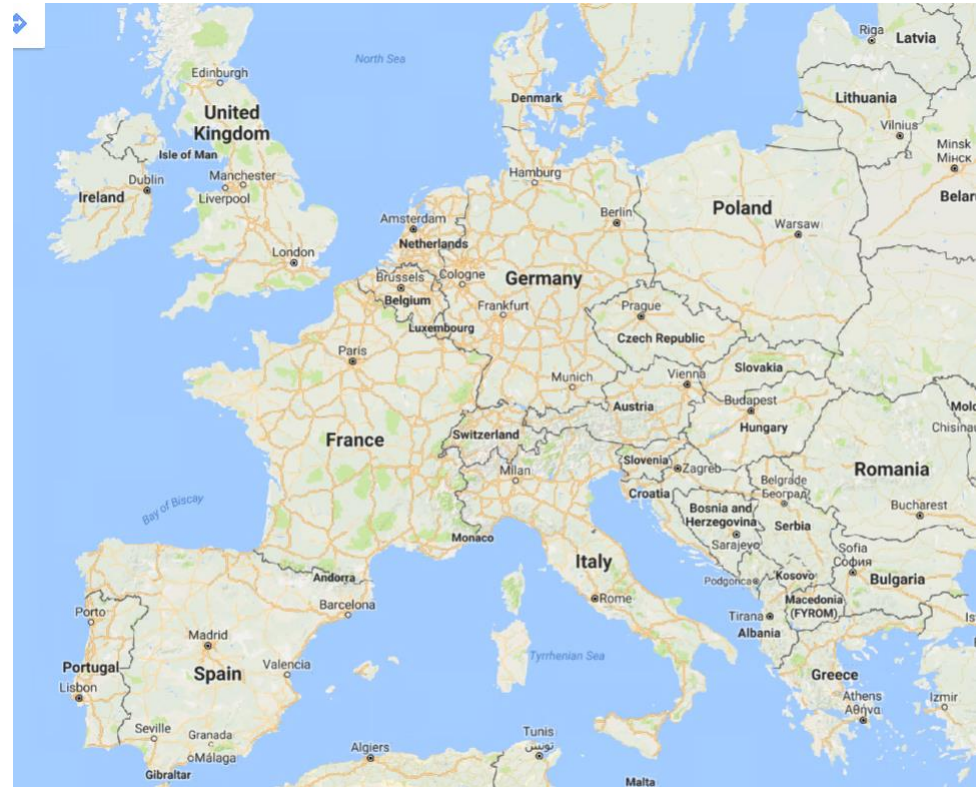 Riga
Latvia
North Sea
Edinburgh
Denmark
Lithuania
United
Kingdom
Vilnius
Minsk
Мінск
Isle of Man
Hamburg
Dublin
Manchester
Ireland
Liverpool
Belar
Amsterdam
Berlin
Poland
Warsaw
Netherlands
London
Brussels
Cologne
Germany
Belgium
Frankfurt
Prague
Luxembourg
Czech Republic
Paris
Slovakia
Munich
Vienna
Budapest
Austria
Mold
Hungary
Chisinau
France
Switzerland
Slovenia
Zagreb
Romania
Milan
Belgrade
Београд
Croatia
Bosnia and
Herzegovina
Bucharest
Bay of Biscay
Serbia
Monaco
Sarajevo
Sofia
София
Italy
Andorra
Podgorica
Kosovo
Bulgaria
Porto
Barcelona
Rome
Macedonia
(FYROM)
Tirana
Is
Albania
Madrid
Tyrrhenian Sea
Portugal
Spain
Valencia
Greece
Lisbon
Athens
Αθήνα
Izmir
Seville
Granada
Tunis
تونس
Algiers
Málaga
Gibraltar
Malta